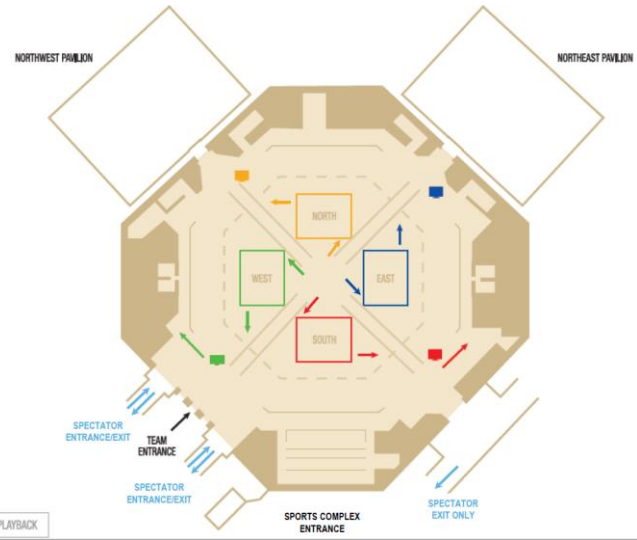 NORTHWEST PAVILION
NORTHEAST PAVILION
NORTH
WEST
EAST
SOUTH
SPECTATOR
ENTRANCE/EXIT
TEAM
ENTRANCE
SPECTATOR
ENTRANCE/EXIT
SPORTS COMPLEX
ENTRANCE
SPECTATOR
EXIT ONLY
PLAYBACK